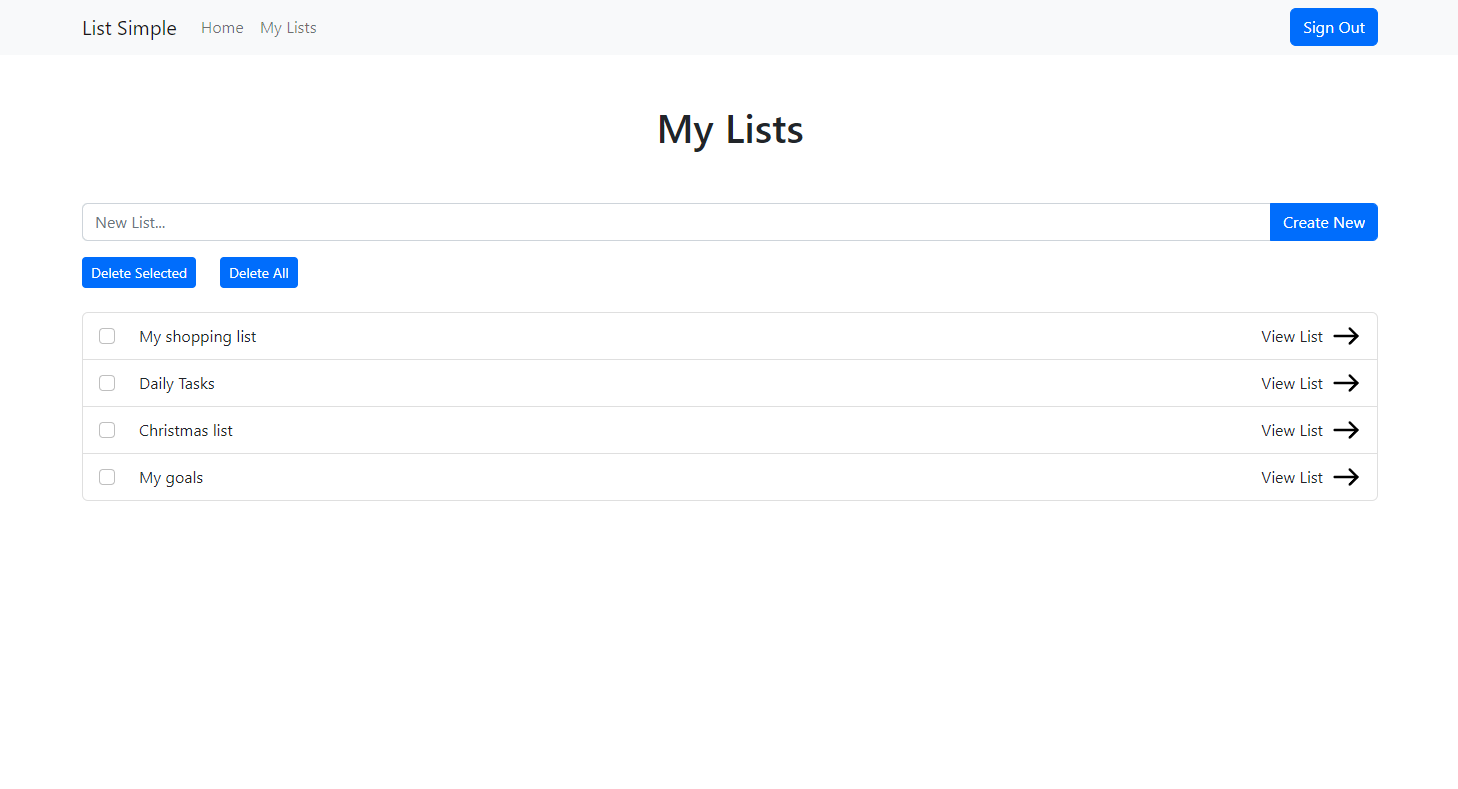 List Simple Home My Lists Sign Out
My Lists
New List... Create New
Delete Selected Delete All
My shopping list View List
Daily Tasks View List
Christmas list View List
My goals View List